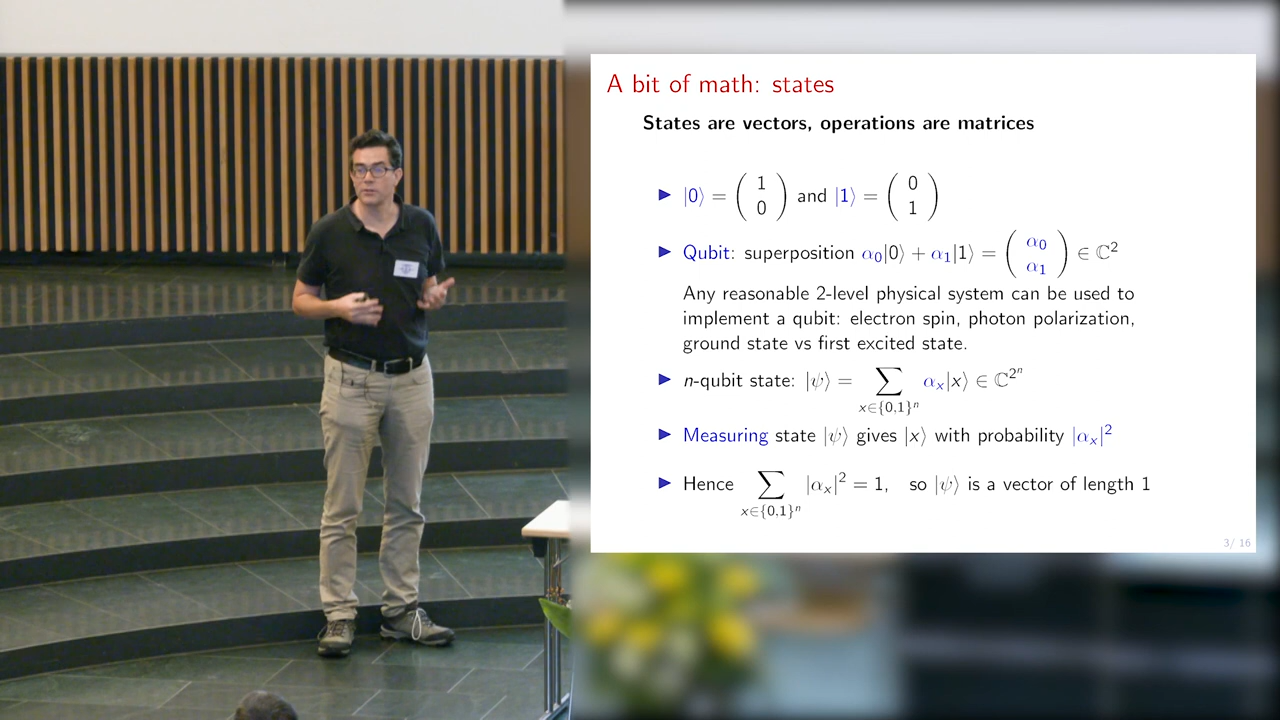 A bit of math: states
States are vectors, operations are matrices
▶ |0⟩ = ( 1 0 ) and |1⟩ = ( 0 1 )
▶ Qubit: superposition α₀|0⟩ + α₁|1⟩ = ( α₀ α₁ ) ∈ ℂ²
Any reasonable 2-level physical system can be used to
implement a qubit: electron spin, photon polarization,
ground state vs first excited state.
▶ n-qubit state: |ψ⟩ = ∑_{x∈{0,1}ⁿ} αₓ|x⟩ ∈ ℂ^{2ⁿ}
▶ Measuring state |ψ⟩ gives |x⟩ with probability |αₓ|²
▶ Hence ∑_{x∈{0,1}ⁿ} |αₓ|² = 1, so |ψ⟩ is a vector of length 1
3/ 16